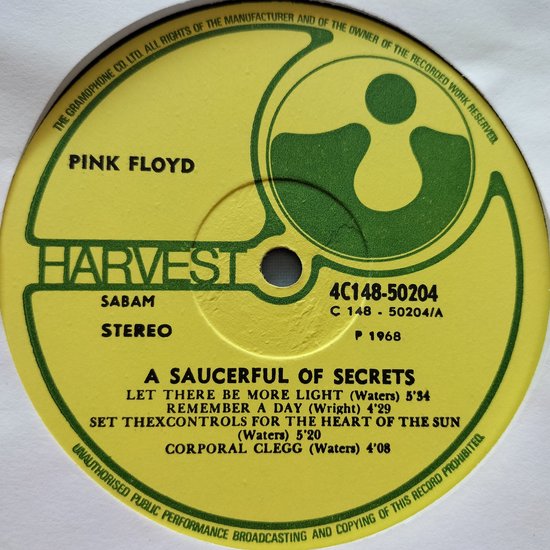 THE GRAMOPHONE CO. LTD. ALL RIGHTS OF THE MANUFACTURER AND OF THE OWNER OF THE RECORDED WORK RESERVED.
PINK FLOYD
HARVEST
SABAM
STEREO
4C148-50204
C 148 - 50204/A
P 1968
A SAUCERFUL OF SECRETS
LET THERE BE MORE LIGHT (Waters) 5'34
REMEMBER A DAY (Wright) 4'29
SET THEXCONTROLS FOR THE HEART OF THE SUN
(Waters) 5'20
CORPORAL CLEGG (Waters) 4'08
UNAUTHORISED PUBLIC PERFORMANCE BROADCASTING AND COPYING OF THIS RECORD PROHIBITED.